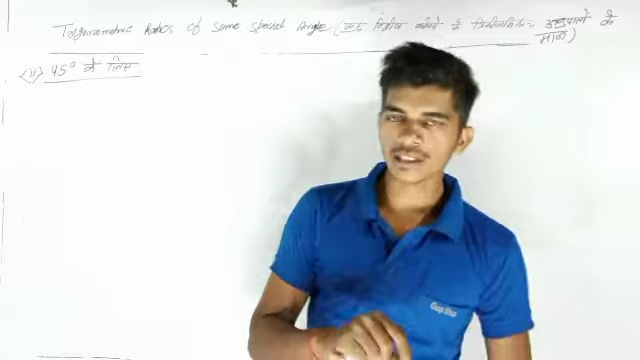 Trigonometric Ratios of Some Special Angle (कुछ विशिष्ट कोणों के त्रिकोणमितीय अनुपातों के मान)
(ii) 45° के लिए